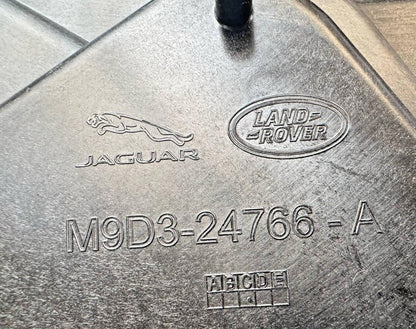 JAGUAR
LAND-
-ROVER
M9D3-24766-A
ABCDE